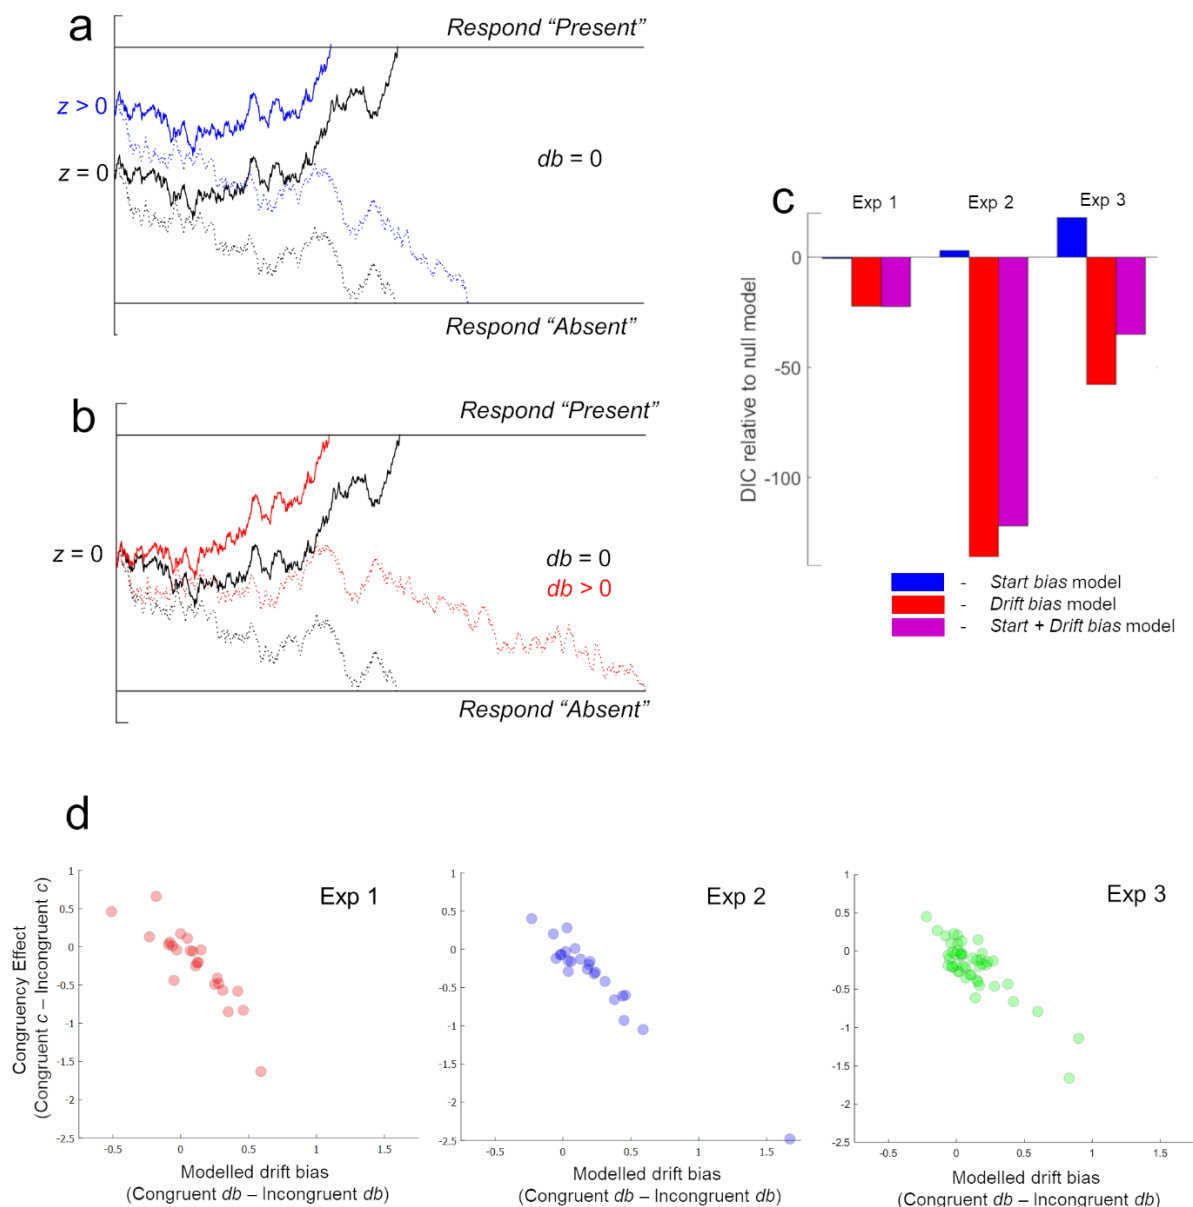 a
Respond “Present”
z > 0
z = 0
db = 0
Respond “Absent”
b
Respond “Present”
z = 0
db = 0
db > 0
Respond “Absent”
c
Exp 1
Exp 2
Exp 3
20
0
-50
-100
DIC relative to null model
- Start bias model
- Drift bias model
- Start + Drift bias model
d
Congruency Effect
(Congruent c – Incongruent c)
Exp 1
1
0.5
0
-0.5
-1
-1.5
-2
-2.5
-0.5 0 0.5 1 1.5
Modelled drift bias
(Congruent db – Incongruent db)
Exp 2
1
0.5
0
-0.5
-1
-1.5
-2
-2.5
-0.5 0 0.5 1 1.5
Modelled drift bias
(Congruent db – Incongruent db)
Exp 3
1
0.5
0
-0.5
-1
-1.5
-2
-2.5
-0.5 0 0.5 1 1.5
Modelled drift bias
(Congruent db – Incongruent db)